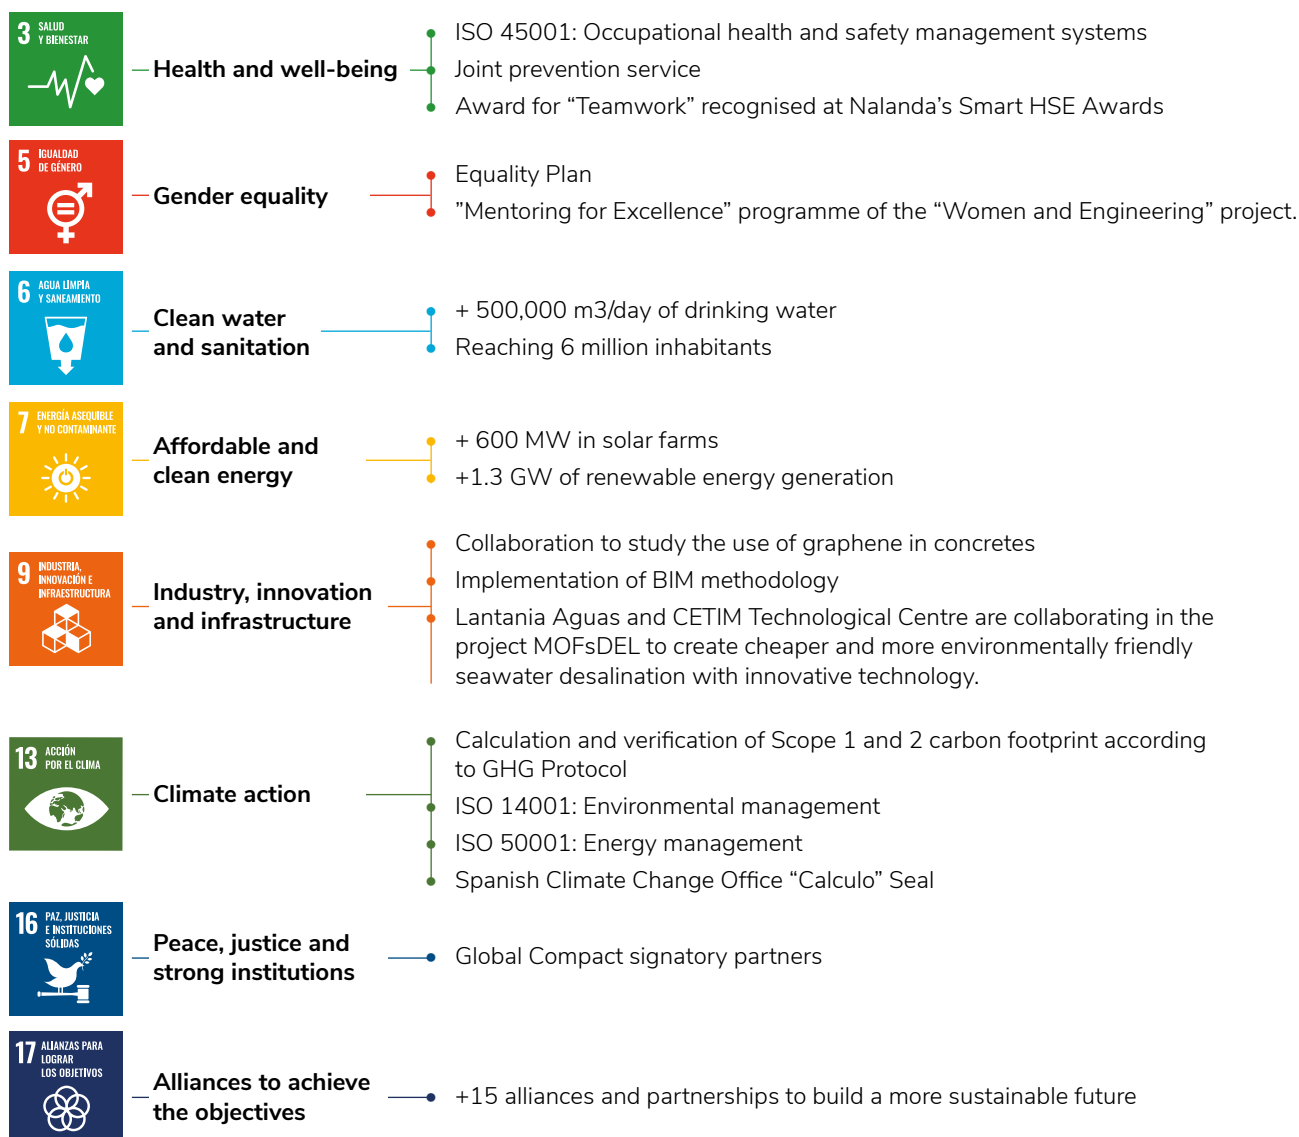 3 SALUD
Y BIENESTAR
Health and well-being
ISO 45001: Occupational health and safety management systems
Joint prevention service
Award for “Teamwork” recognised at Nalanda’s Smart HSE Awards
5 IGUALDAD
DE GÉNERO
Gender equality
Equality Plan
”Mentoring for Excellence” programme of the “Women and Engineering” project.
6 AGUA LIMPIA
Y SANEAMIENTO
Clean water
and sanitation
+ 500,000 m3/day of drinking water
Reaching 6 million inhabitants
7 ENERGÍA ASEQUIBLE
Y NO CONTAMINANTE
Affordable and
clean energy
+ 600 MW in solar farms
+1.3 GW of renewable energy generation
9 INDUSTRIA,
INNOVACIÓN E
INFRAESTRUCTURA
Industry, innovation
and infrastructure
Collaboration to study the use of graphene in concretes
Implementation of BIM methodology
Lantania Aguas and CETIM Technological Centre are collaborating in the
project MOFsDEL to create cheaper and more environmentally friendly
seawater desalination with innovative technology.
13 ACCIÓN
POR EL CLIMA
Climate action
Calculation and verification of Scope 1 and 2 carbon footprint according
to GHG Protocol
ISO 14001: Environmental management
ISO 50001: Energy management
Spanish Climate Change Office “Calculo” Seal
16 PAZ, JUSTICIA
E INSTITUCIONES
SÓLIDAS
Peace, justice and
strong institutions
Global Compact signatory partners
17 ALIANZAS PARA
LOGRAR
LOS OBJETIVOS
Alliances to achieve
the objectives
+15 alliances and partnerships to build a more sustainable future